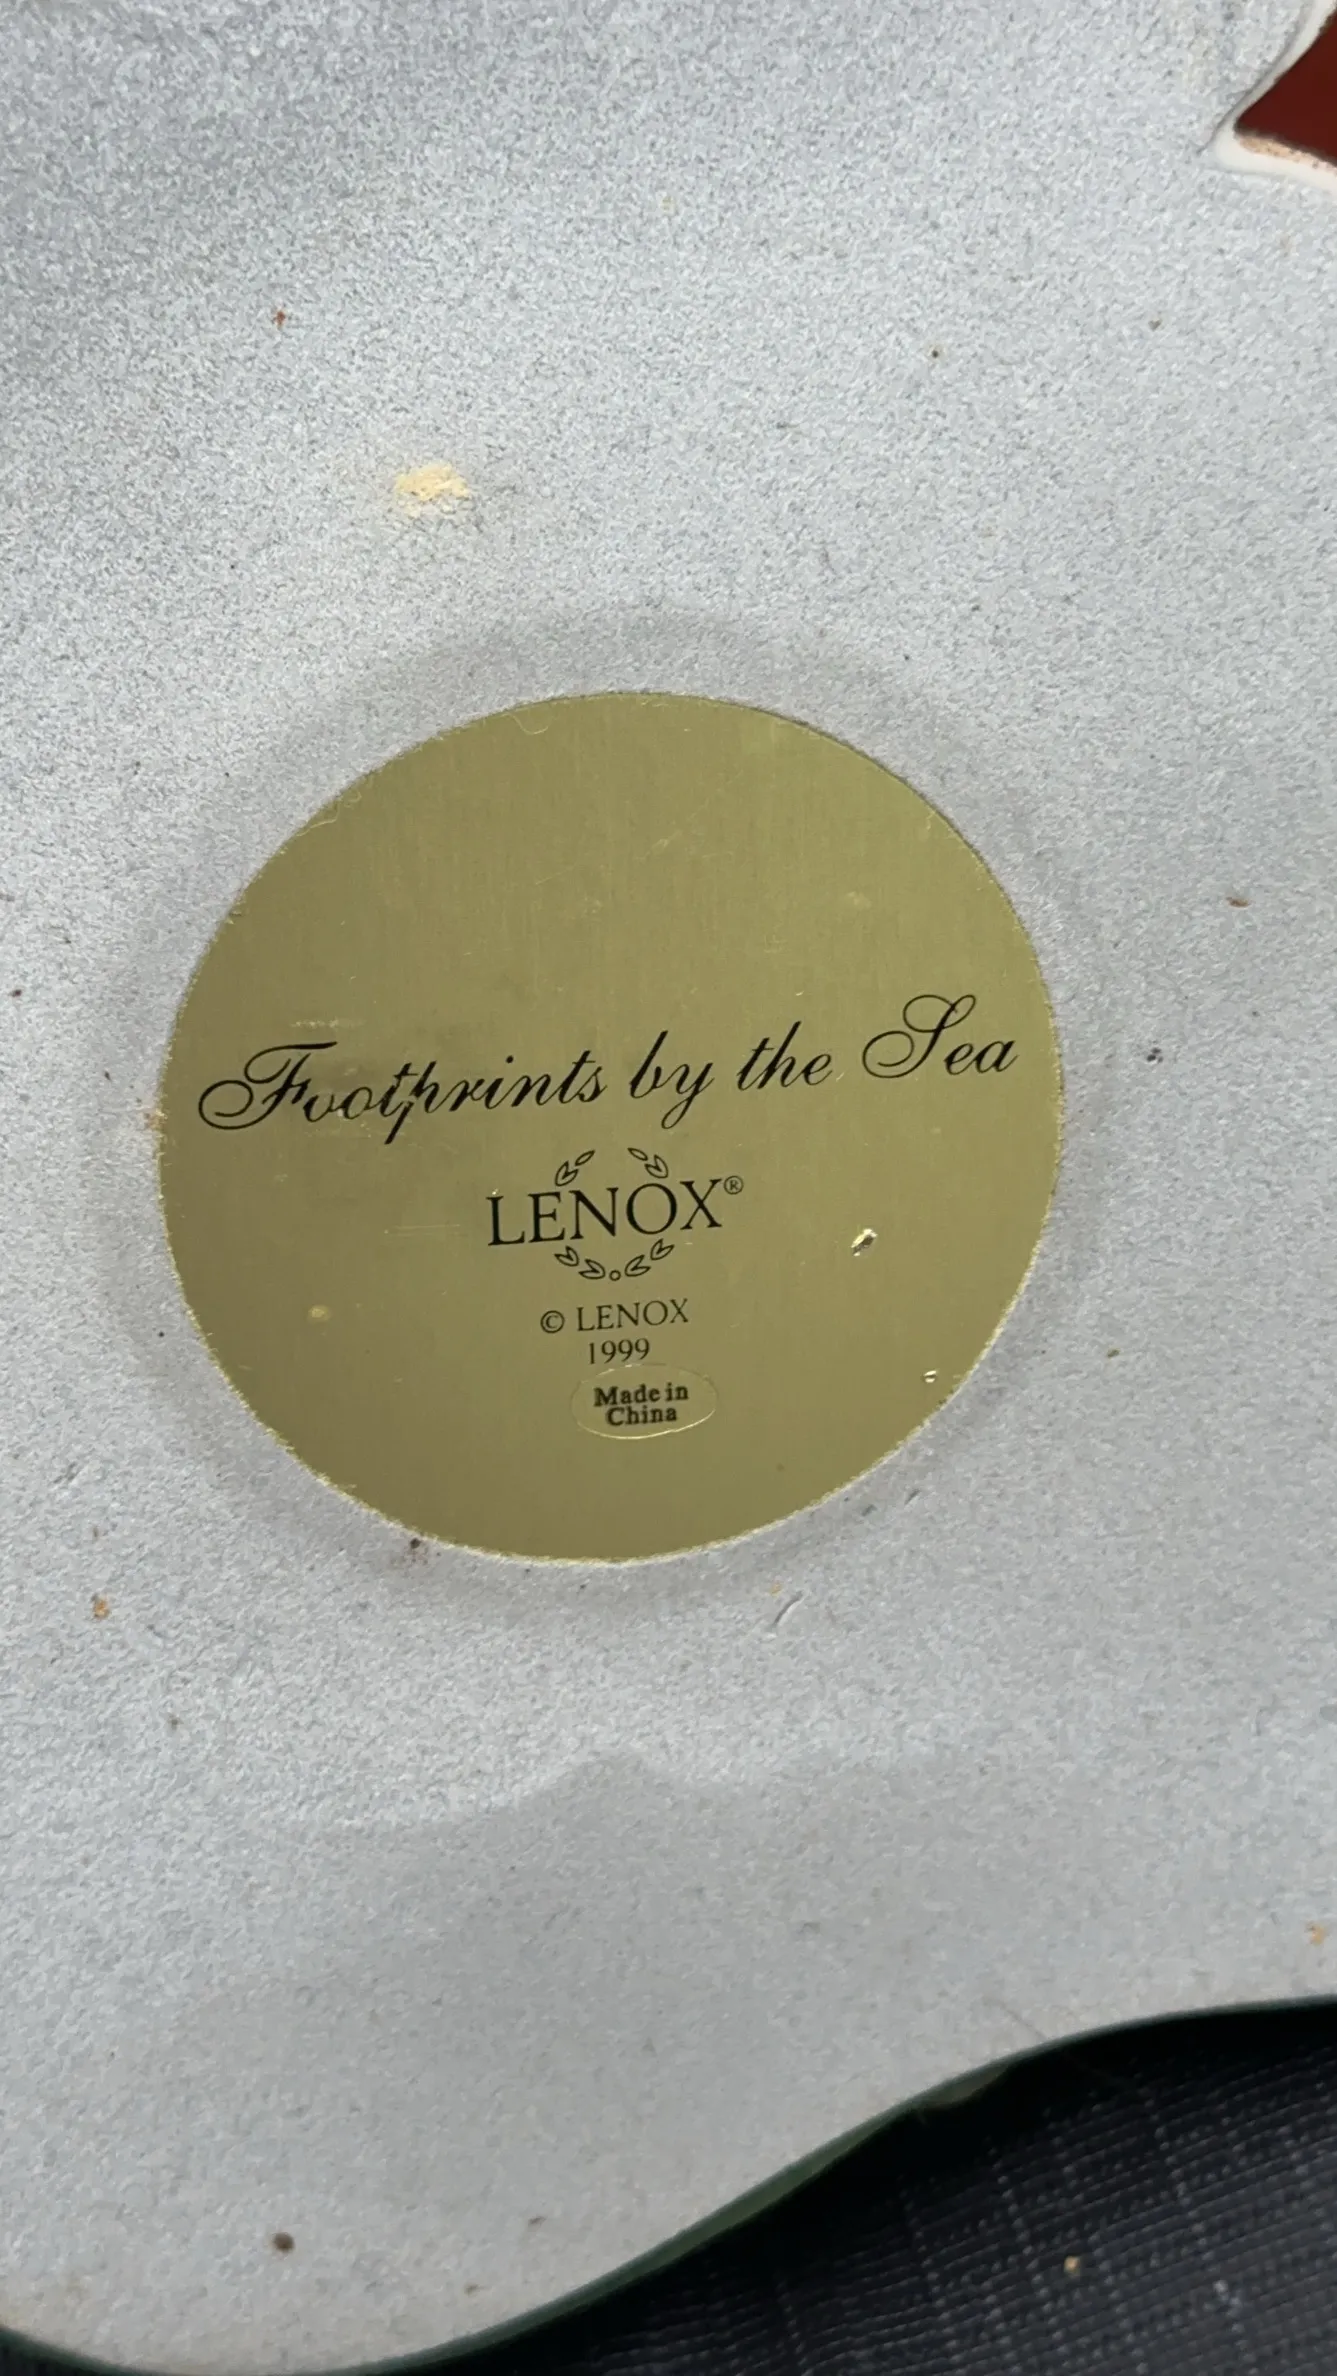 Footprints by the Sea
LENOX®
© LENOX
1999
Made in
China